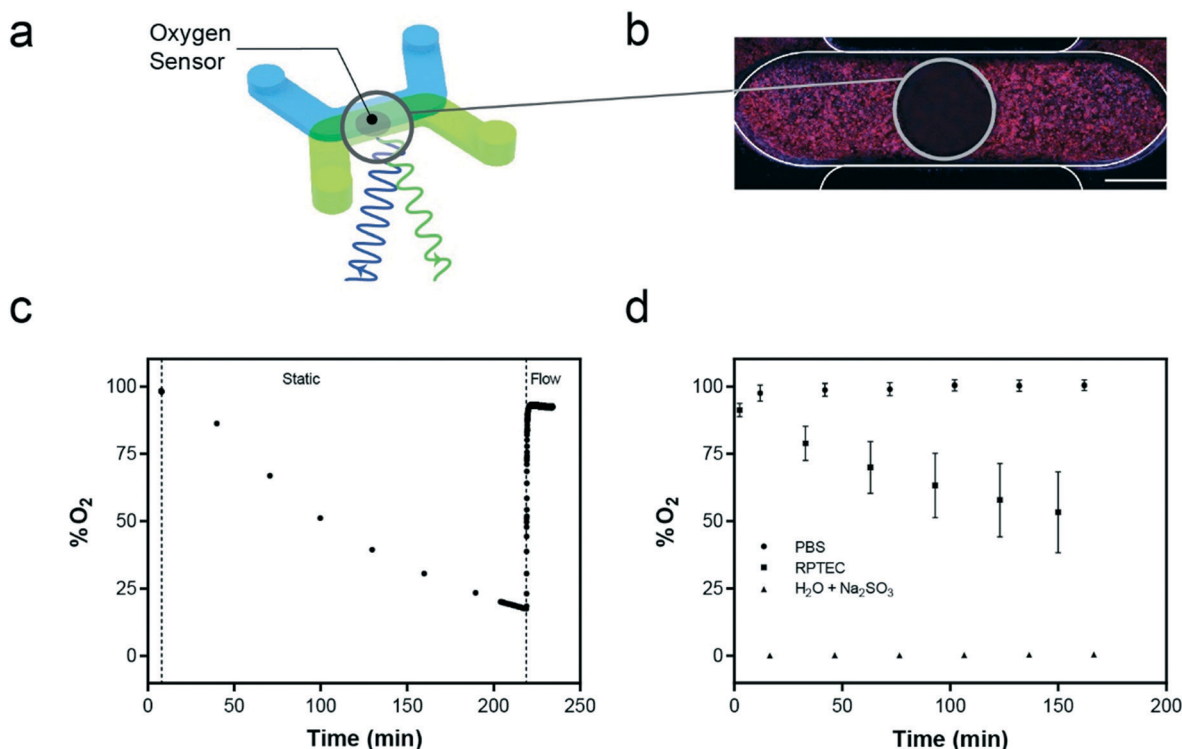 a
Oxygen
Sensor
b
c
% O₂
100
75
50
25
0
Static
Flow
0
50
100
150
200
250
Time (min)
d
% O₂
100
75
50
25
0
PBS
RPTEC
H₂O + Na₂SO₃
0
50
100
150
200
Time (min)